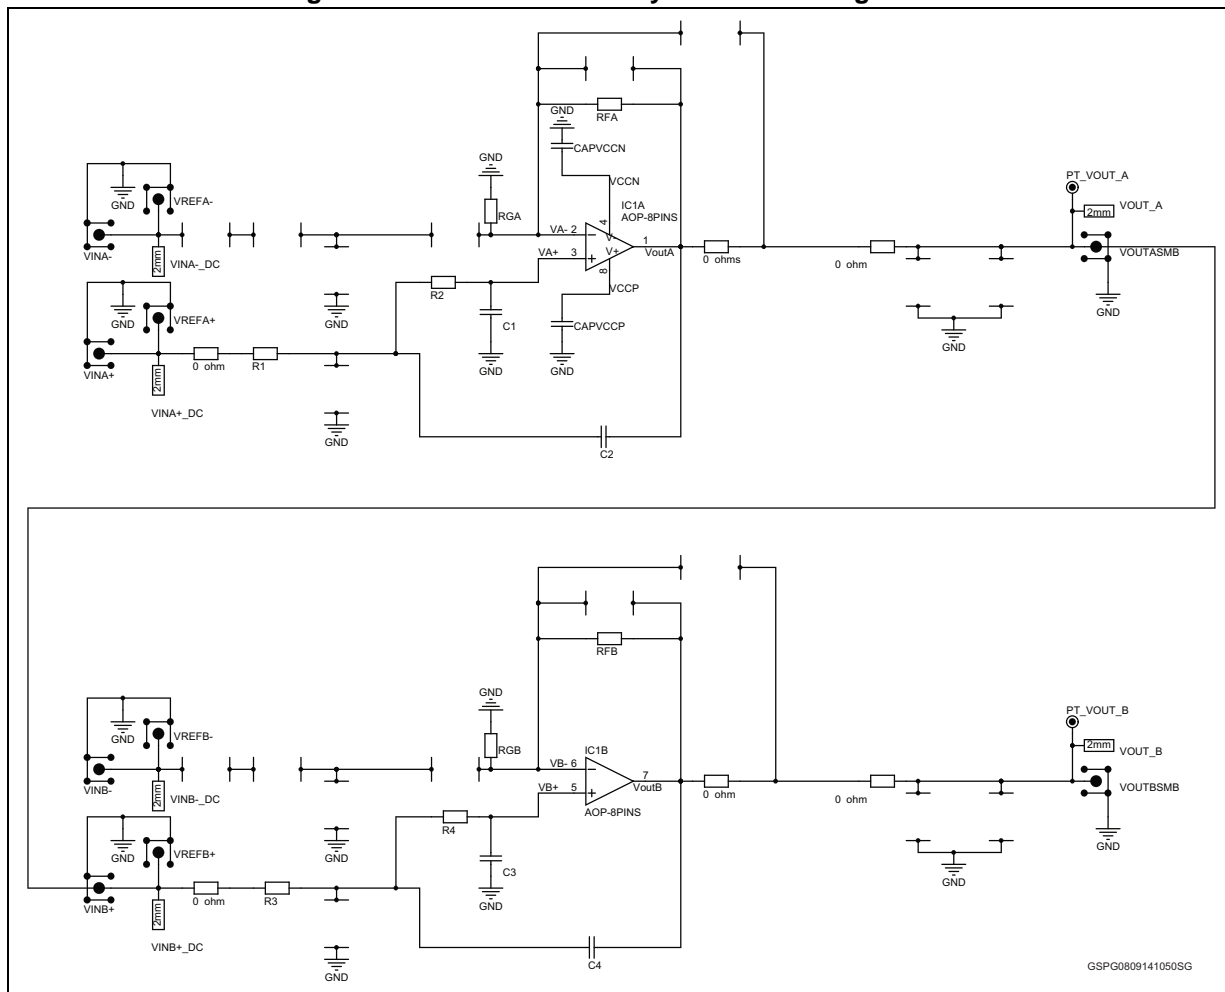 GND
RFA
CAPVCCN
GND
VCCN
VREFA-
GND
RGA
IC1A
AOP-8PINS
PT_VOUT_A
2mm
VOUT_A
VINA-
2mm
VINA-_DC
VA- 2
4
V-
V+
1
VoutA
VA+ 3
8
0 ohms
0 ohm
VOUTASMB
GND
VREFA+
GND
GND
R2
C1
VCCP
CAPVCCP
GND
GND
GND
VINA+
2mm
0 ohm
R1
VINA+_DC
GND
C2
RFB
GND
VREFB-
GND
RGB
IC1B
PT_VOUT_B
2mm
VOUT_B
VINB-
2mm
VINB-_DC
VB- 6
7
VoutB
VB+ 5
AOP-8PINS
0 ohm
0 ohm
VOUTBSMB
GND
VREFB+
GND
GND
R4
C3
GND
GND
VINB+
2mm
0 ohm
R3
VINB+_DC
GND
C4
GSPG0809141050SG